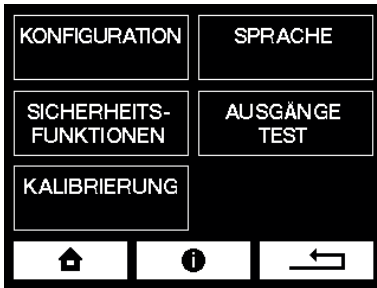 KONFIGURATION
SPRACHE
SICHERHEITS-
FUNKTIONEN
AUSGÄNGE
TEST
KALIBRIERUNG